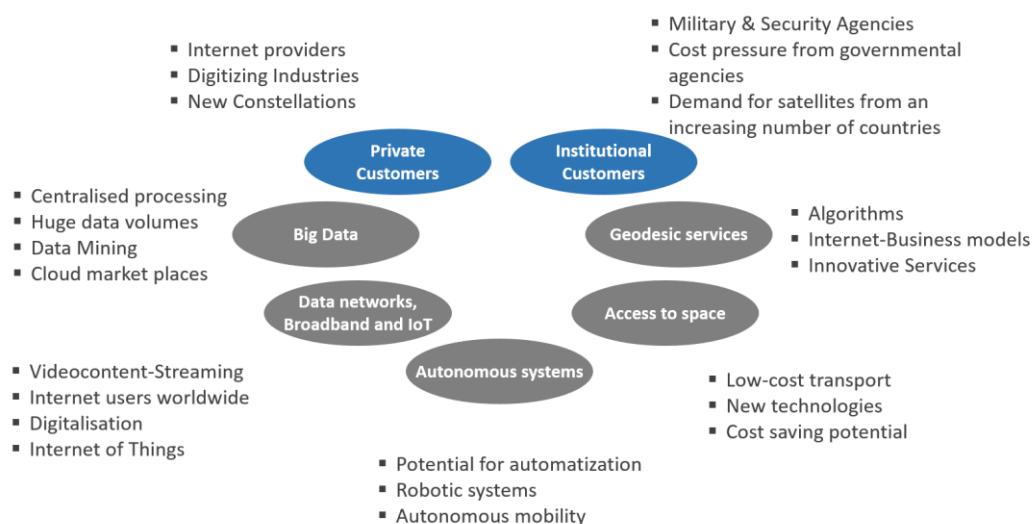 ▪ Internet providers
▪ Digitizing Industries
▪ New Constellations
▪ Military & Security Agencies
▪ Cost pressure from governmental
agencies
▪ Demand for satellites from an
increasing number of countries
Private
Customers
Institutional
Customers
▪ Centralised processing
▪ Huge data volumes
▪ Data Mining
▪ Cloud market places
Big Data
Geodesic services
▪ Algorithms
▪ Internet-Business models
▪ Innovative Services
Data networks,
Broadband and IoT
Access to space
Autonomous systems
▪ Videocontent-Streaming
▪ Internet users worldwide
▪ Digitalisation
▪ Internet of Things
▪ Low-cost transport
▪ New technologies
▪ Cost saving potential
▪ Potential for automatization
▪ Robotic systems
▪ Autonomous mobility